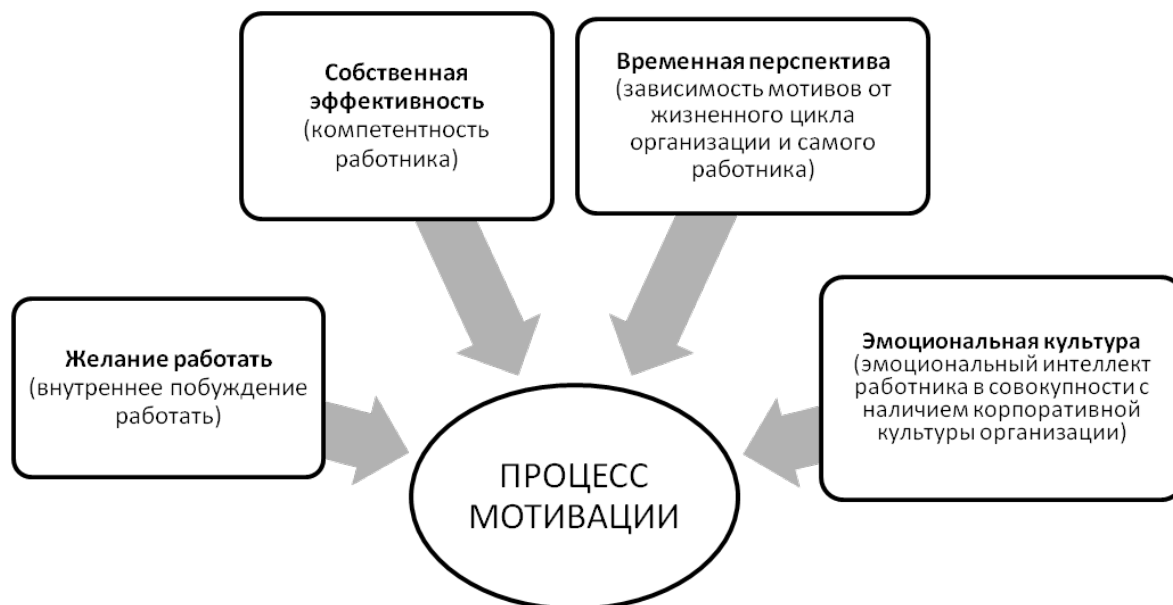 Собственная
эффективность
(компетентность
работника)
Временная перспектива
(зависимость мотивов от
жизненного цикла
организации и самого
работника)
Желание работать
(внутреннее побуждение
работать)
Эмоциональная культура
(эмоциональный интеллект
работника в совокупности с
наличием корпоративной
культуры организации)
ПРОЦЕСС
МОТИВАЦИИ